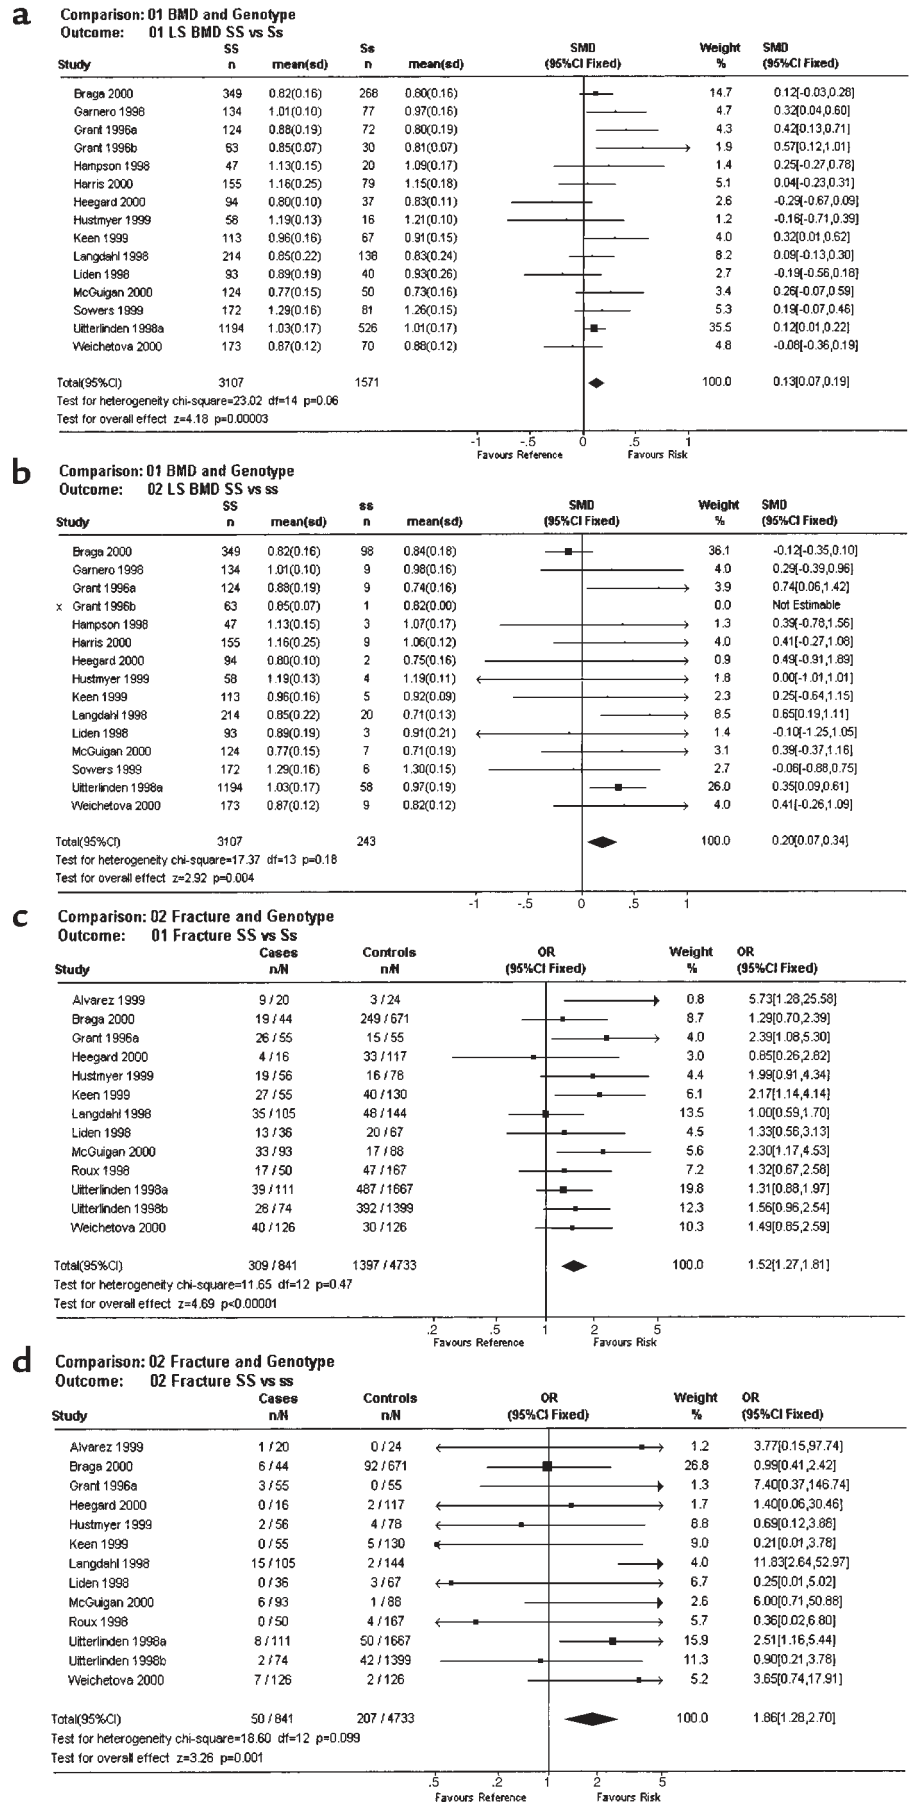 a
Comparison: 01 BMD and Genotype
Outcome: 01 LS BMD SS vs Ss
SS Ss SMD Weight SMD
Study n mean(sd) n mean(sd) (95%CI Fixed) % (95%CI Fixed)
Braga 2000 349 0.82(0.16) 268 0.80(0.16) 14.7 0.12[-0.03,0.28]
Garnero 1998 134 1.01(0.10) 77 0.97(0.16) 4.7 0.32[0.04,0.60]
Grant 1996a 124 0.88(0.19) 72 0.80(0.19) 4.3 0.42[0.13,0.71]
Grant 1996b 63 0.85(0.07) 30 0.81(0.07) 1.9 0.57[0.12,1.01]
Hampson 1998 47 1.13(0.15) 20 1.09(0.17) 1.4 0.25[-0.27,0.78]
Harris 2000 155 1.16(0.25) 79 1.15(0.18) 5.1 0.04[-0.23,0.31]
Heegard 2000 94 0.80(0.10) 37 0.83(0.11) 2.6 -0.29[-0.67,0.09]
Hustmyer 1999 58 1.19(0.13) 16 1.21(0.10) 1.2 -0.16[-0.71,0.39]
Keen 1999 113 0.96(0.16) 67 0.91(0.15) 4.0 0.32[0.01,0.62]
Langdahl 1998 214 0.85(0.22) 138 0.83(0.24) 8.2 0.09[-0.13,0.30]
Liden 1998 93 0.89(0.19) 40 0.93(0.26) 2.7 -0.19[-0.56,0.18]
McGuigan 2000 124 0.77(0.15) 50 0.73(0.16) 3.4 0.26[-0.07,0.59]
Sowers 1999 172 1.29(0.16) 81 1.26(0.15) 5.3 0.19[-0.07,0.46]
Uitterlinden 1998a 1194 1.03(0.17) 526 1.01(0.17) 35.5 0.12[0.01,0.22]
Weichetova 2000 173 0.87(0.12) 70 0.88(0.12) 4.8 -0.08[-0.36,0.19]
Total(95%CI) 3107 1571 100.0 0.13[0.07,0.19]
Test for heterogeneity chi-square=23.02 df=14 p=0.06
Test for overall effect z=4.18 p=0.00003
-1 -.5 0 .5 1
Favours Reference Favours Risk
b
Comparison: 01 BMD and Genotype
Outcome: 02 LS BMD SS vs ss
SS ss SMD Weight SMD
Study n mean(sd) n mean(sd) (95%CI Fixed) % (95%CI Fixed)
Braga 2000 349 0.82(0.16) 98 0.84(0.18) 36.1 -0.12[-0.35,0.10]
Garnero 1998 134 1.01(0.10) 9 0.98(0.16) 4.0 0.29[-0.39,0.96]
Grant 1996a 124 0.88(0.19) 9 0.74(0.16) 3.9 0.74[0.06,1.42]
x Grant 1996b 63 0.85(0.07) 1 0.82(0.00) 0.0 Not Estimable
Hampson 1998 47 1.13(0.15) 3 1.07(0.17) 1.3 0.39[-0.78,1.56]
Harris 2000 155 1.16(0.25) 9 1.06(0.12) 4.0 0.41[-0.27,1.08]
Heegard 2000 94 0.80(0.10) 2 0.75(0.16) 0.9 0.49[-0.91,1.89]
Hustmyer 1999 58 1.19(0.13) 4 1.19(0.11) 1.8 0.00[-1.01,1.01]
Keen 1999 113 0.96(0.16) 5 0.92(0.09) 2.3 0.25[-0.64,1.15]
Langdahl 1998 214 0.85(0.22) 20 0.71(0.13) 8.5 0.65[0.19,1.11]
Liden 1998 93 0.89(0.19) 3 0.91(0.21) 1.4 -0.10[-1.25,1.05]
McGuigan 2000 124 0.77(0.15) 7 0.71(0.19) 3.1 0.39[-0.37,1.16]
Sowers 1999 172 1.29(0.16) 6 1.30(0.15) 2.7 -0.06[-0.88,0.75]
Uitterlinden 1998a 1194 1.03(0.17) 58 0.97(0.19) 26.0 0.35[0.09,0.61]
Weichetova 2000 173 0.87(0.12) 9 0.82(0.12) 4.0 0.41[-0.26,1.09]
Total(95%CI) 3107 243 100.0 0.20[0.07,0.34]
Test for heterogeneity chi-square=17.37 df=13 p=0.18
Test for overall effect z=2.92 p=0.004
-1 -.5 0 .5 1
c
Comparison: 02 Fracture and Genotype
Outcome: 01 Fracture SS vs Ss
Cases Controls OR Weight OR
Study n/N n/N (95%CI Fixed) % (95%CI Fixed)
Alvarez 1999 9 / 20 3 / 24 0.8 5.73[1.28,25.58]
Braga 2000 19 / 44 249 / 671 8.7 1.29[0.70,2.39]
Grant 1996a 26 / 55 15 / 55 4.0 2.39[1.08,5.30]
Heegard 2000 4 / 16 33 / 117 3.0 0.85[0.26,2.82]
Hustmyer 1999 19 / 56 16 / 78 4.4 1.99[0.91,4.34]
Keen 1999 27 / 55 40 / 130 6.1 2.17[1.14,4.14]
Langdahl 1998 35 / 105 48 / 144 13.5 1.00[0.59,1.70]
Liden 1998 13 / 36 20 / 67 4.5 1.33[0.56,3.13]
McGuigan 2000 33 / 93 17 / 88 5.6 2.30[1.17,4.53]
Roux 1998 17 / 50 47 / 167 7.2 1.32[0.67,2.58]
Uitterlinden 1998a 39 / 111 487 / 1667 19.8 1.31[0.88,1.97]
Uitterlinden 1998b 28 / 74 392 / 1399 12.3 1.56[0.96,2.54]
Weichetova 2000 40 / 126 30 / 126 10.3 1.49[0.85,2.59]
Total(95%CI) 309 / 841 1397 / 4733 100.0 1.52[1.27,1.81]
Test for heterogeneity chi-square=11.65 df=12 p=0.47
Test for overall effect z=4.69 p<0.00001
.2 .5 1 2 5
Favours Reference Favours Risk
d
Comparison: 02 Fracture and Genotype
Outcome: 02 Fracture SS vs ss
Cases Controls OR Weight OR
Study n/N n/N (95%CI Fixed) % (95%CI Fixed)
Alvarez 1999 1 / 20 0 / 24 1.2 3.77[0.15,97.74]
Braga 2000 6 / 44 92 / 671 26.8 0.99[0.41,2.42]
Grant 1996a 3 / 55 0 / 55 1.3 7.40[0.37,146.74]
Heegard 2000 0 / 16 2 / 117 1.7 1.40[0.06,30.46]
Hustmyer 1999 2 / 56 4 / 78 8.8 0.69[0.12,3.88]
Keen 1999 0 / 55 5 / 130 9.0 0.21[0.01,3.78]
Langdahl 1998 15 / 105 2 / 144 4.0 11.83[2.64,52.97]
Liden 1998 0 / 36 3 / 67 6.7 0.25[0.01,5.02]
McGuigan 2000 6 / 93 1 / 88 2.6 6.00[0.71,50.88]
Roux 1998 0 / 50 4 / 167 5.7 0.36[0.02,6.80]
Uitterlinden 1998a 8 / 111 50 / 1667 15.9 2.51[1.16,5.44]
Uitterlinden 1998b 2 / 74 42 / 1399 11.3 0.90[0.21,3.78]
Weichetova 2000 7 / 126 2 / 126 5.2 3.65[0.74,17.91]
Total(95%CI) 50 / 841 207 / 4733 100.0 1.86[1.28,2.70]
Test for heterogeneity chi-square=18.60 df=12 p=0.099
Test for overall effect z=3.26 p=0.001
.5 .2 1 2 5
Favours Reference Favours Risk